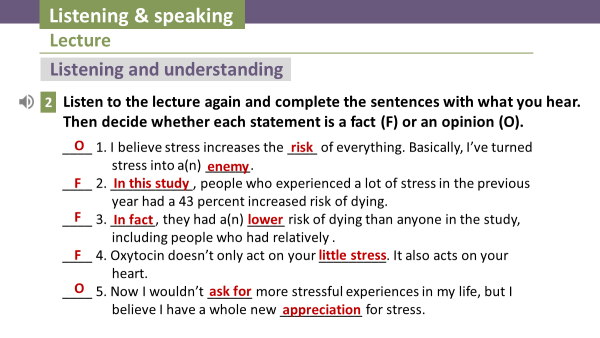 Listening & speaking
Lecture
Listening and understanding
2 Listen to the lecture again and complete the sentences with what you hear.
Then decide whether each statement is a fact (F) or an opinion (O).
O 1. I believe stress increases the risk of everything. Basically, I've turned
stress into a(n) enemy.
F 2. In this study, people who experienced a lot of stress in the previous
year had a 43 percent increased risk of dying.
F 3. In fact, they had a(n) lower risk of dying than anyone in the study,
including people who had relatively .
F 4. Oxytocin doesn't only act on your little stress. It also acts on your
heart.
O 5. Now I wouldn't ask for more stressful experiences in my life, but I
believe I have a whole new appreciation for stress.